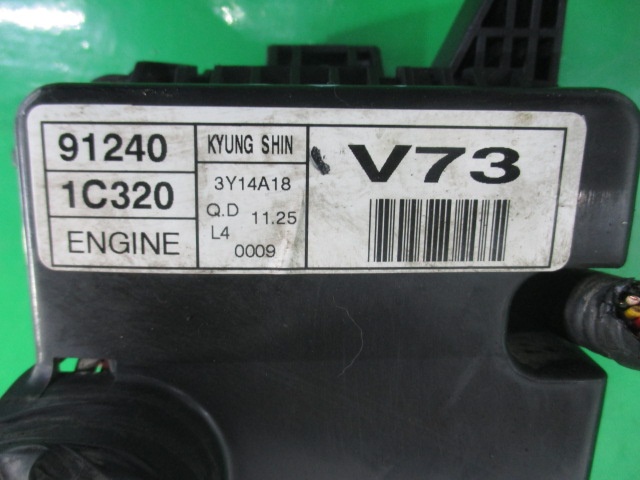 91240
1C320
ENGINE
KYUNG SHIN
3Y14A18
Q.D 11.25
L4
0009
V73